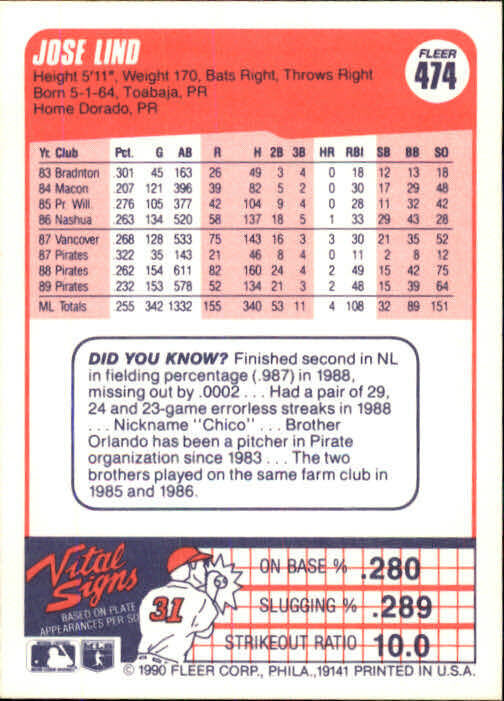 JOSE LIND
FLEER
474
Height 5'11", Weight 170, Bats Right, Throws Right
Born 5-1-64, Toabaja, PR
Home Dorado, PR
Yr. Club Pct. G AB R H 2B 3B HR RBI SB BB SO
83 Bradnton .301 45 163 26 49 3 4 0 18 12 13 18
84 Macon .207 121 396 39 82 5 2 0 30 17 29 48
85 Pr. Will. .276 105 377 42 104 9 4 0 28 11 32 42
86 Nashua .263 134 520 58 137 18 5 1 33 29 43 28
87 Vancover .268 128 533 75 143 16 3 3 30 21 35 52
87 Pirates .322 35 143 21 46 8 4 0 11 2 8 12
88 Pirates .262 154 611 82 160 24 4 2 49 15 42 75
89 Pirates .232 153 578 52 134 21 3 2 48 15 39 64
ML Totals .255 342 1332 155 340 53 11 4 108 32 89 151
DID YOU KNOW? Finished second in NL
in fielding percentage (.987) in 1988,
missing out by .0002 . . . Had a pair of 29,
24 and 23-game errorless streaks in 1988
. . . Nickname "Chico" . . . Brother
Orlando has been a pitcher in Pirate
organization since 1983 . . . The two
brothers played on the same farm club in
1985 and 1986.
Vital
Signs
BASED ON PLATE
APPEARANCES PER SO
31
ON BASE % .280
SLUGGING % .289
STRIKEOUT RATIO 10.0
© 1990 FLEER CORP., PHILA., 19141 PRINTED IN U.S.A.